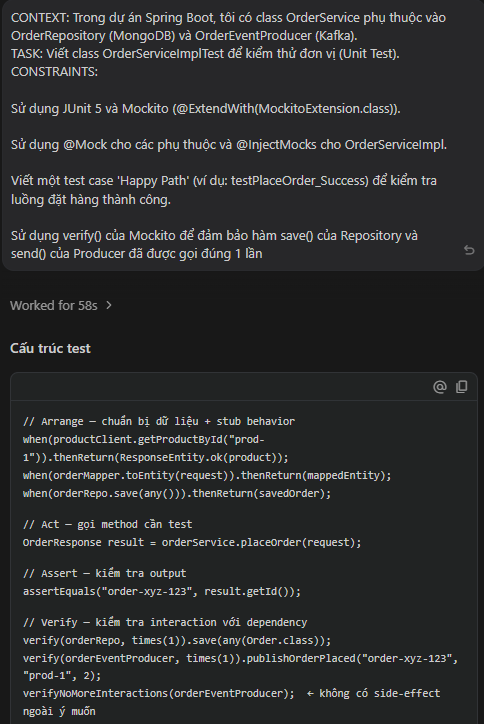 CONTEXT: Trong dự án Spring Boot, tôi có class OrderService phụ thuộc vào
OrderRepository (MongoDB) và OrderEventProducer (Kafka).
TASK: Viết class OrderServiceImplTest để kiểm thử đơn vị (Unit Test).
CONSTRAINTS:
Sử dụng JUnit 5 và Mockito (@ExtendWith(MockitoExtension.class)).
Sử dụng @Mock cho các phụ thuộc và @InjectMocks cho OrderServiceImpl.
Viết một test case 'Happy Path' (ví dụ: testPlaceOrder_Success) để kiểm tra
luồng đặt hàng thành công.
Sử dụng verify() của Mockito để đảm bảo hàm save() của Repository và
send() của Producer đã được gọi đúng 1 lần
Worked for 58s >
Cấu trúc test
// Arrange — chuẩn bị dữ liệu + stub behavior
when(productClient.getProductById("prod-
1")).thenReturn(ResponseEntity.ok(product));
when(orderMapper.toEntity(request)).thenReturn(mappedEntity);
when(orderRepo.save(any())).thenReturn(savedOrder);
// Act — gọi method cần test
OrderResponse result = orderService.placeOrder(request);
// Assert — kiểm tra output
assertEquals("order-xyz-123", result.getId());
// Verify — kiểm tra interaction với dependency
verify(orderRepo, times(1)).save(any(Order.class));
verify(orderEventProducer, times(1)).publishOrderPlaced("order-xyz-123",
"prod-1", 2);
verifyNoMoreInteractions(orderEventProducer);  ← không có side-effect
ngoài ý muốn